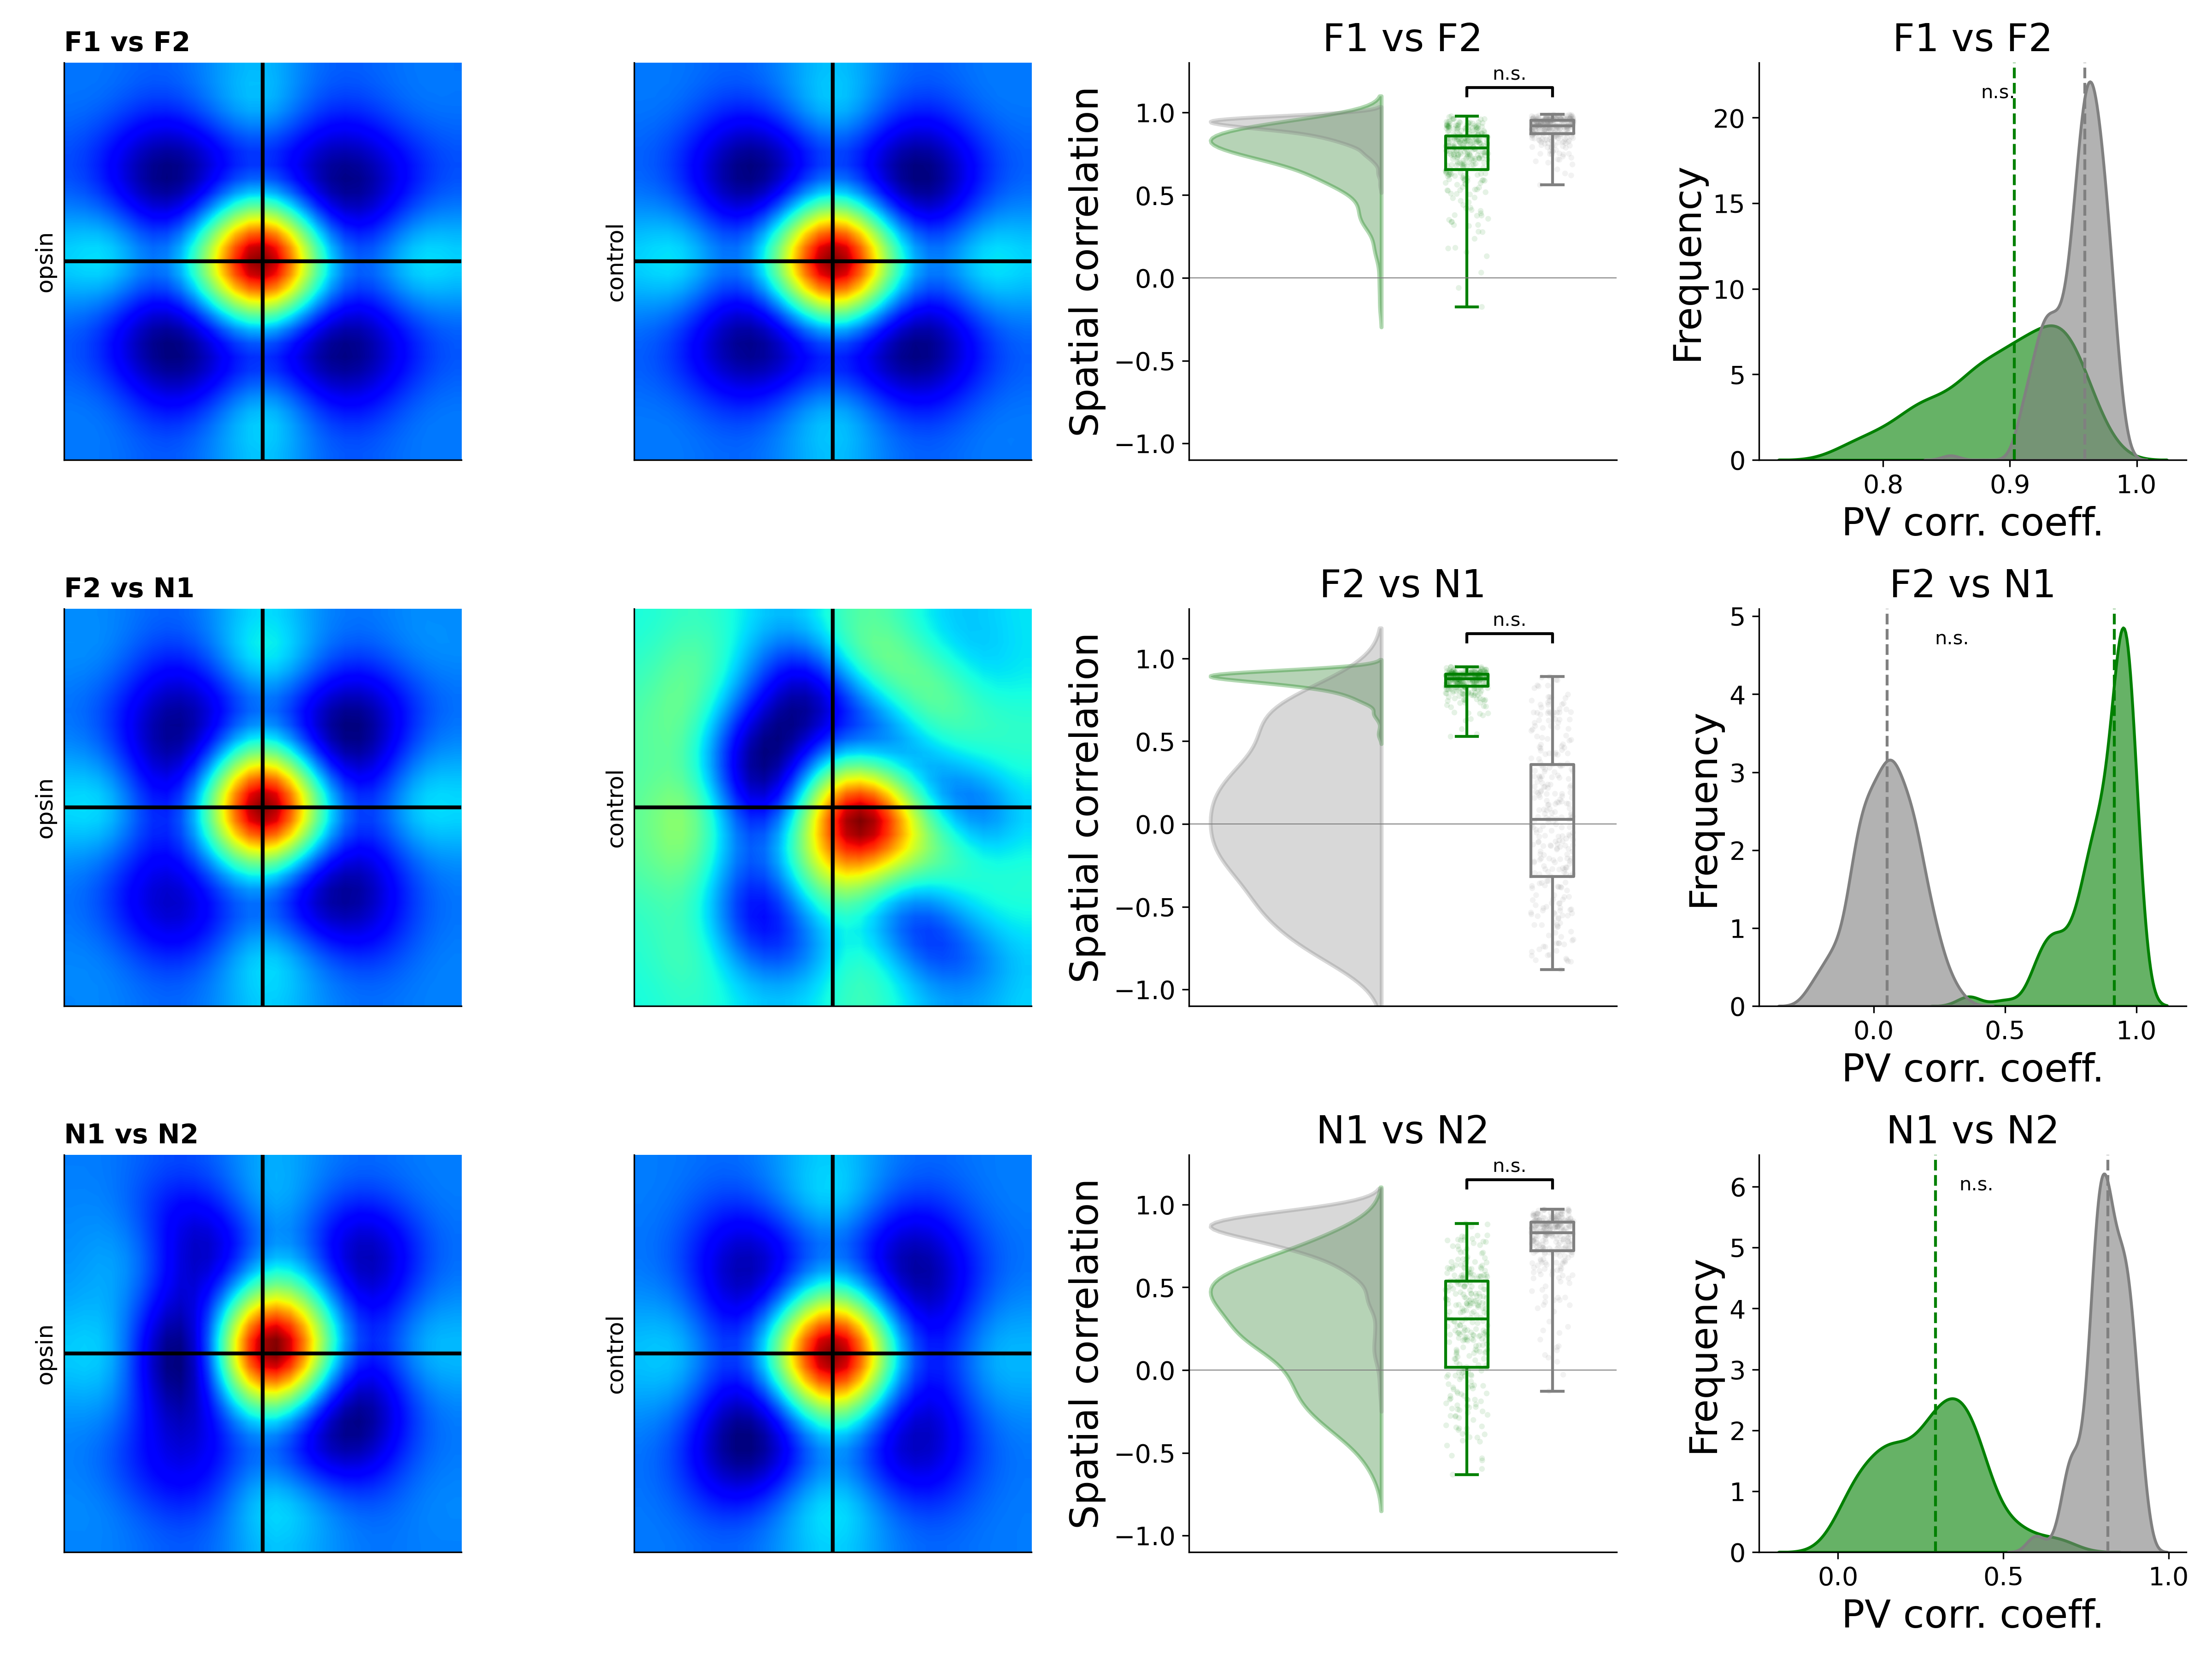 F1 vs F2
opsin
control
F1 vs F2
n.s.
Spatial correlation
1.0
0.5
0.0
−0.5
−1.0
F1 vs F2
n.s.
Frequency
20
15
10
5
0
0.8 0.9 1.0
PV corr. coeff.
F2 vs N1
opsin
control
F2 vs N1
n.s.
Spatial correlation
1.0
0.5
0.0
−0.5
−1.0
F2 vs N1
n.s.
Frequency
5
4
3
2
1
0
0.0 0.5 1.0
PV corr. coeff.
N1 vs N2
opsin
control
N1 vs N2
n.s.
Spatial correlation
1.0
0.5
0.0
−0.5
−1.0
N1 vs N2
n.s.
Frequency
6
5
4
3
2
1
0
0.0 0.5 1.0
PV corr. coeff.